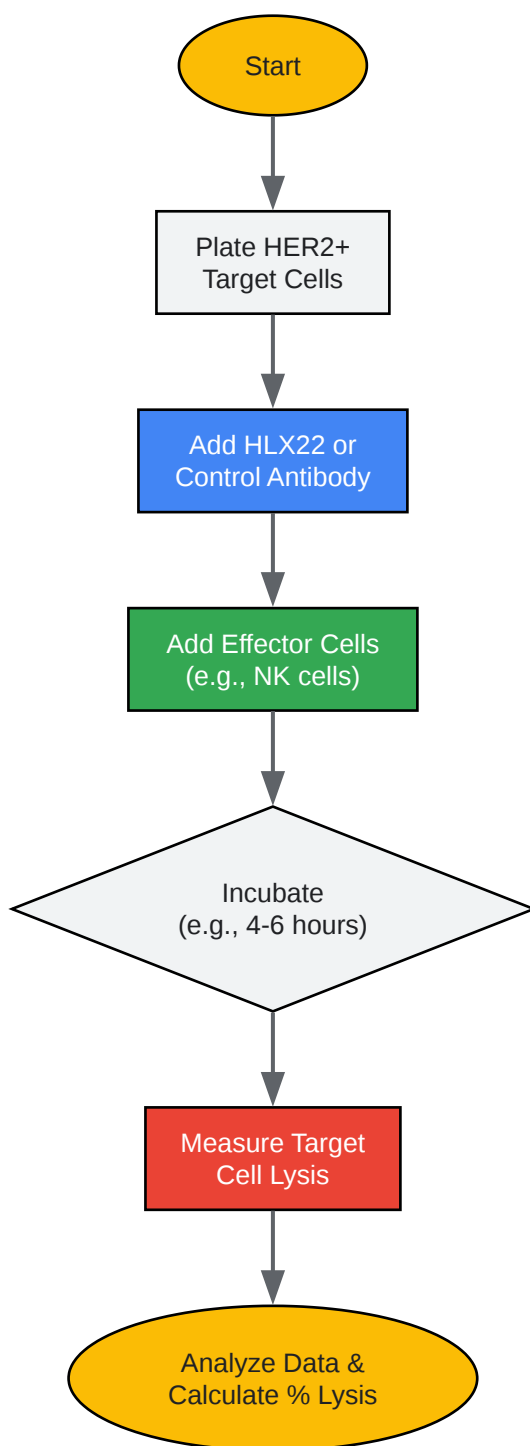 Start
Plate HER2+
Target Cells
Add HLX22 or
Control Antibody
Add Effector Cells
(e.g., NK cells)
Incubate
(e.g., 4-6 hours)
Measure Target
Cell Lysis
Analyze Data &
Calculate % Lysis